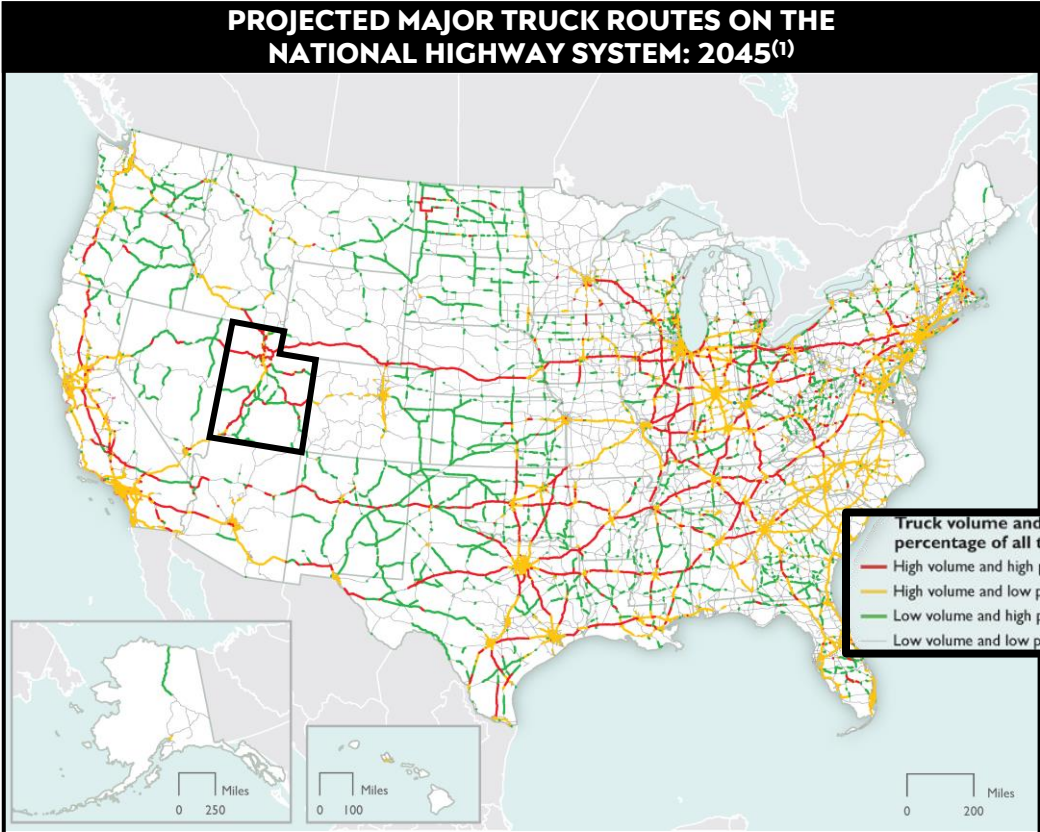 PROJECTED MAJOR TRUCK ROUTES ON THE
NATIONAL HIGHWAY SYSTEM: 2045(1)
Truck volume and
percentage of all t
High volume and high p
High volume and low p
Low volume and high p
Low volume and low p
Miles
0 250
Miles
0 100
Miles
0 200